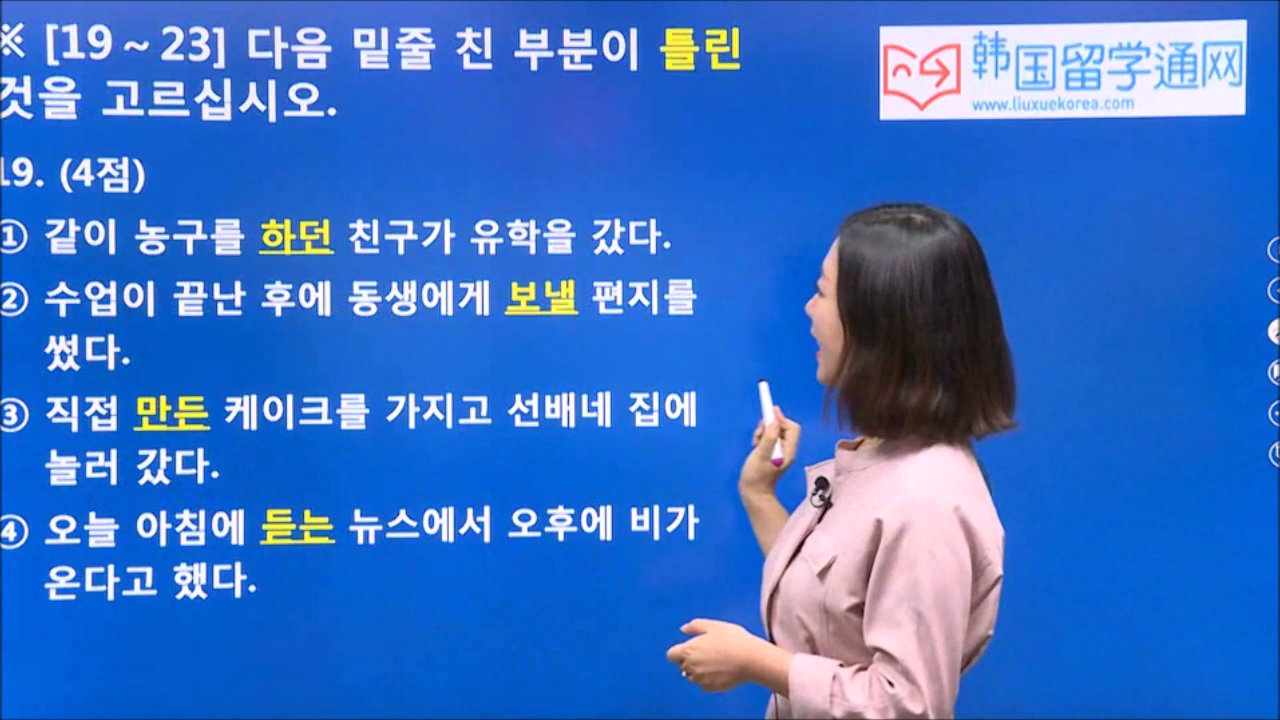 ※ [19~23] 다음 밑줄 친 부분이 틀린
것을 고르십시오.
19. (4점)
① 같이 농구를 하던 친구가 유학을 갔다.
② 수업이 끝난 후에 동생에게 보낼 편지를
썼다.
③ 직접 만든 케이크를 가지고 선배네 집에
놀러 갔다.
④ 오늘 아침에 듣는 뉴스에서 오후에 비가
온다고 했다.
韩国留学通网
www.liuxuekorea.com